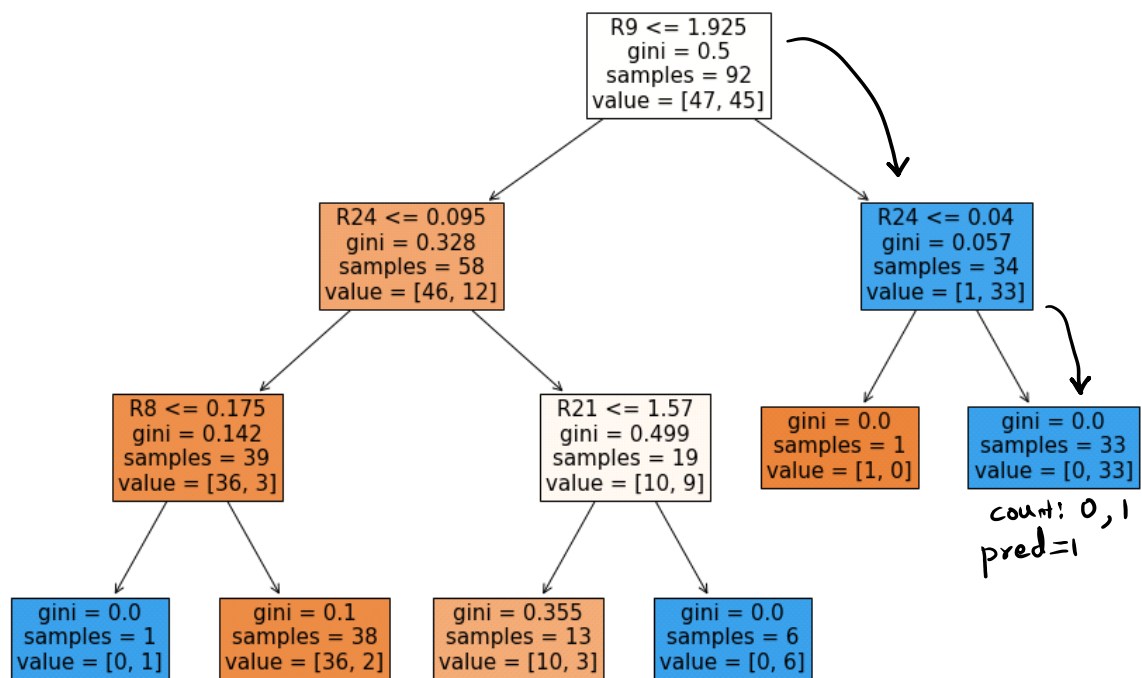 R9 <= 1.925
gini = 0.5
samples = 92
value = [47, 45]
R24 <= 0.095
gini = 0.328
samples = 58
value = [46, 12]
R24 <= 0.04
gini = 0.057
samples = 34
value = [1, 33]
R8 <= 0.175
gini = 0.142
samples = 39
value = [36, 3]
R21 <= 1.57
gini = 0.499
samples = 19
value = [10, 9]
gini = 0.0
samples = 1
value = [1, 0]
gini = 0.0
samples = 33
value = [0, 33]
count: 0, 1
pred=1
gini = 0.0
samples = 1
value = [0, 1]
gini = 0.1
samples = 38
value = [36, 2]
gini = 0.355
samples = 13
value = [10, 3]
gini = 0.0
samples = 6
value = [0, 6]